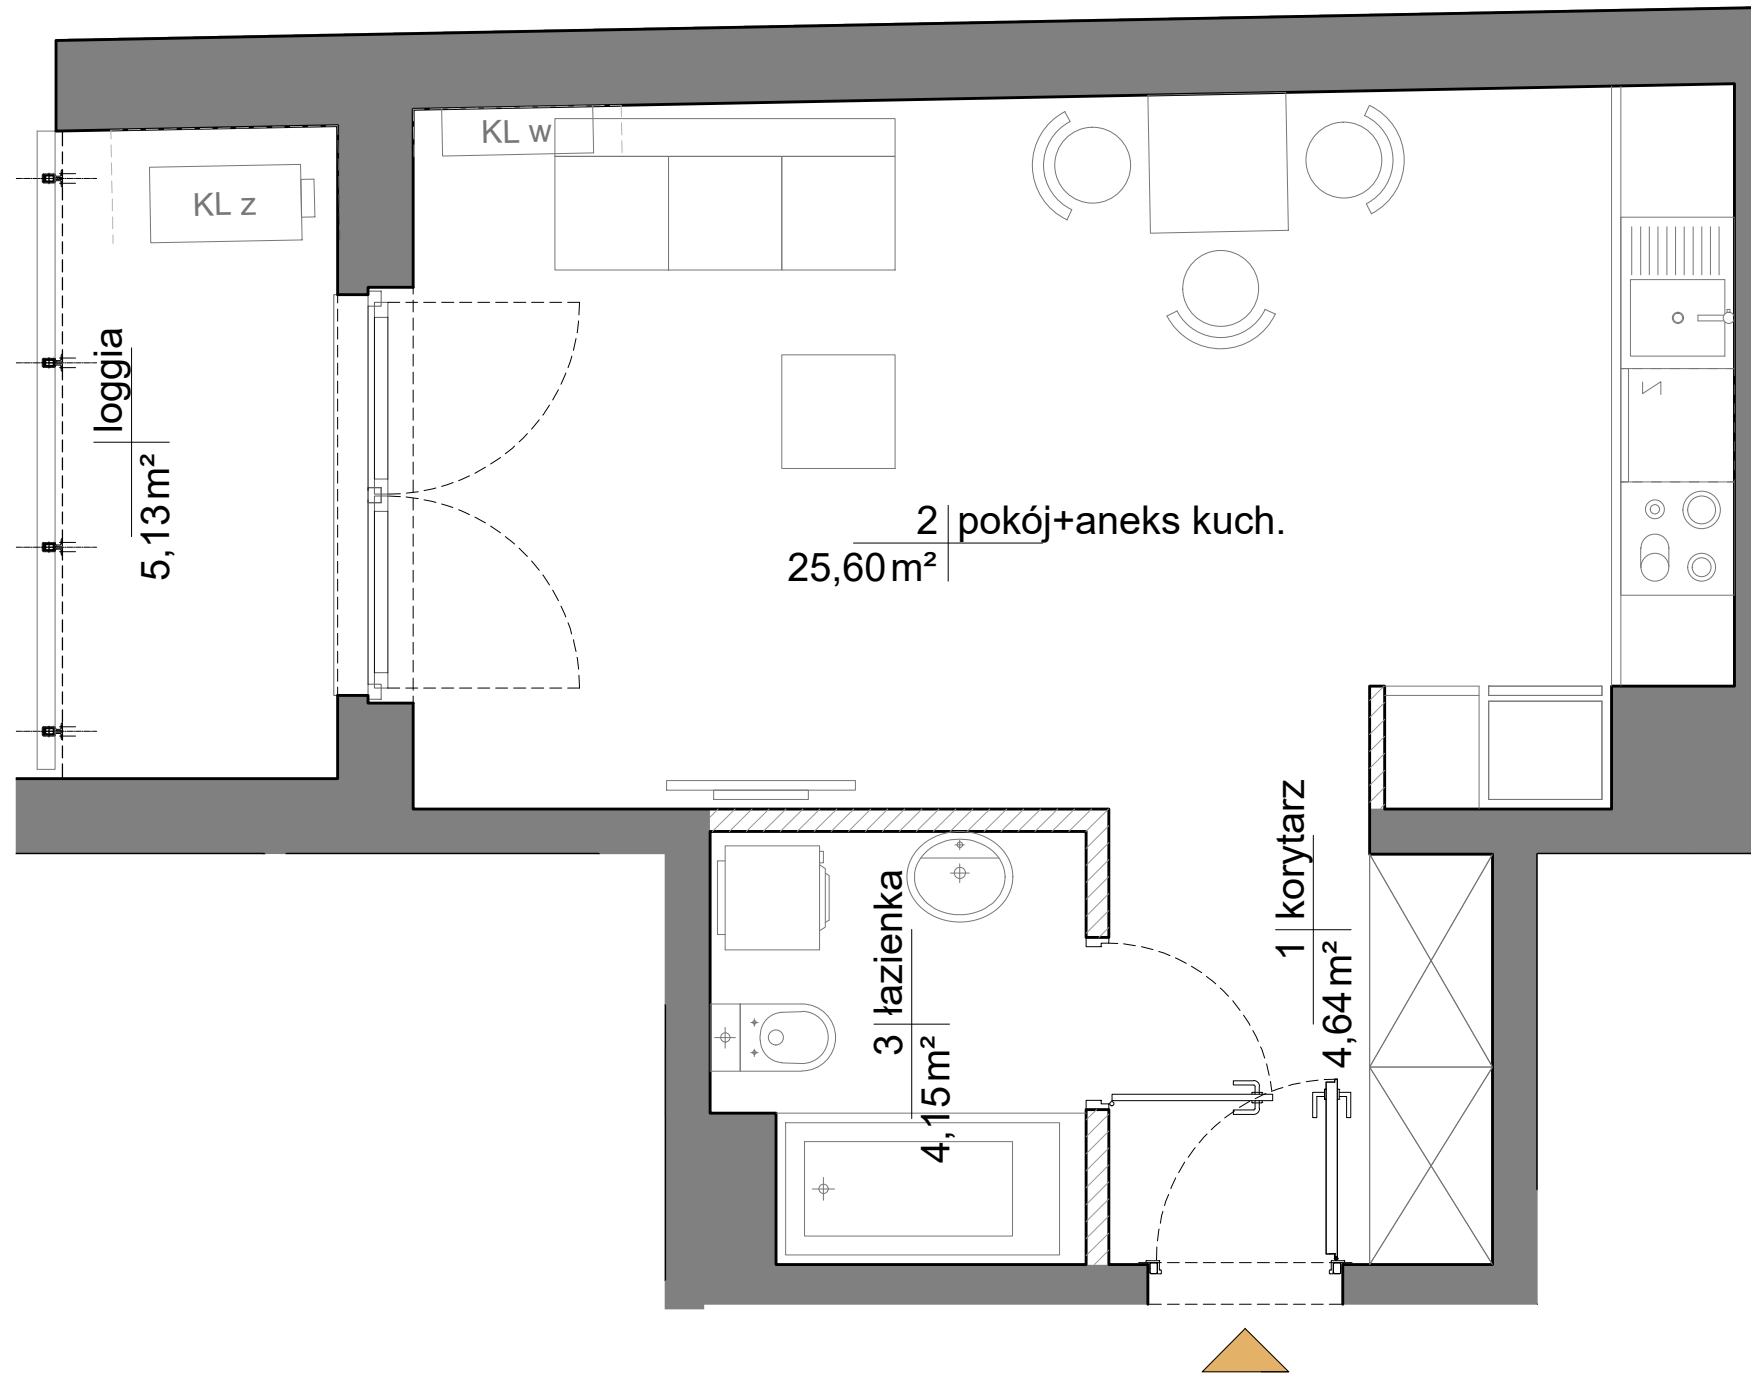 KL w
KL z
loggia
5,13 m²
2 pokój+aneks kuch.
25,60 m²
1 korytarz
4,64 m²
3 łazienka
4,15 m²